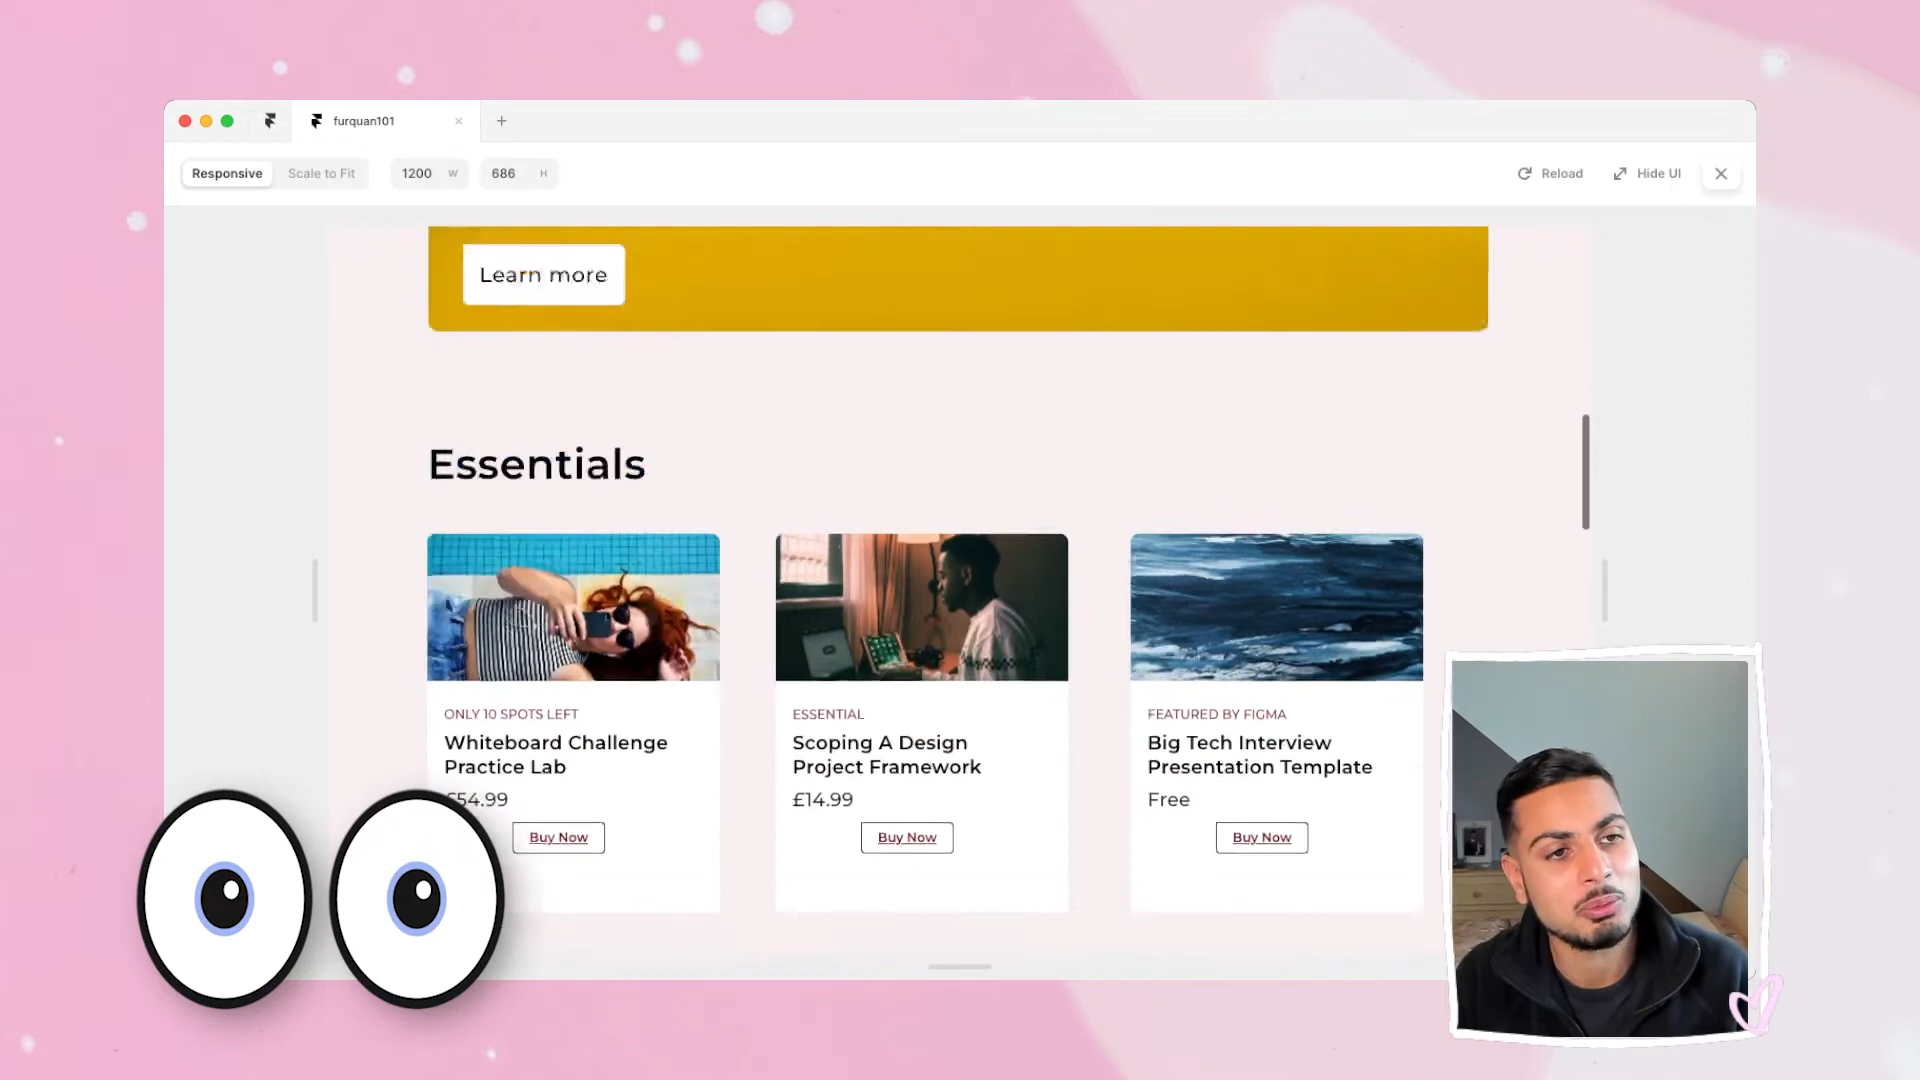 furquan101
Responsive Scale to Fit 1200 W 686 H Reload Hide UI
Learn more
Essentials
ONLY 10 SPOTS LEFT
Whiteboard Challenge
Practice Lab
£54.99
Buy Now
ESSENTIAL
Scoping A Design
Project Framework
£14.99
Buy Now
FEATURED BY FIGMA
Big Tech Interview
Presentation Template
Free
Buy Now